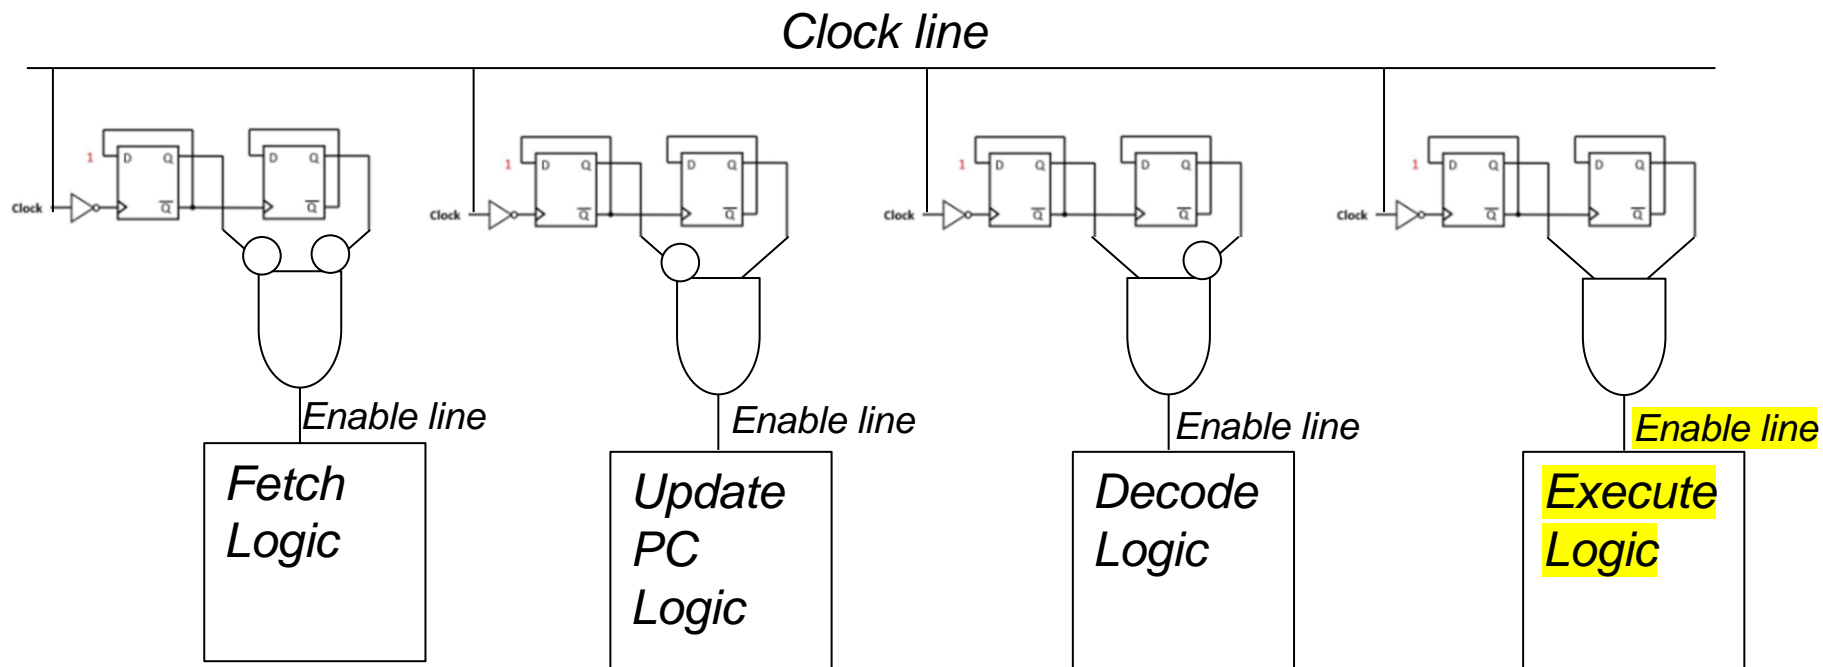 Clock line
1 D Q D Q
Clock Q Q
1 D Q D Q
Clock Q Q
1 D Q D Q
Clock Q Q
1 D Q D Q
Clock Q Q
Enable line
Enable line
Enable line
Enable line
Fetch
Logic
Update
PC
Logic
Decode
Logic
Execute
Logic